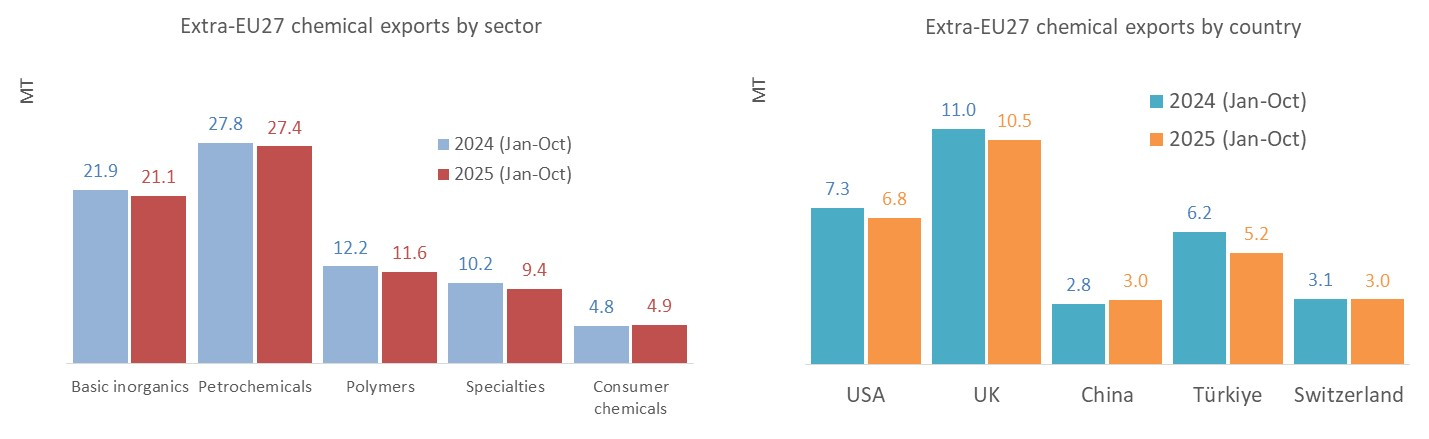 Extra-EU27 chemical exports by sector
MT
27.8
27.4
21.9
21.1
12.2
11.6
10.2
9.4
4.8
4.9
2024 (Jan-Oct)
2025 (Jan-Oct)
Basic inorganics
Petrochemicals
Polymers
Specialties
Consumer
chemicals
Extra-EU27 chemical exports by country
MT
2024 (Jan-Oct)
2025 (Jan-Oct)
7.3
6.8
11.0
10.5
2.8
3.0
6.2
5.2
3.1
3.0
USA
UK
China
Türkiye
Switzerland